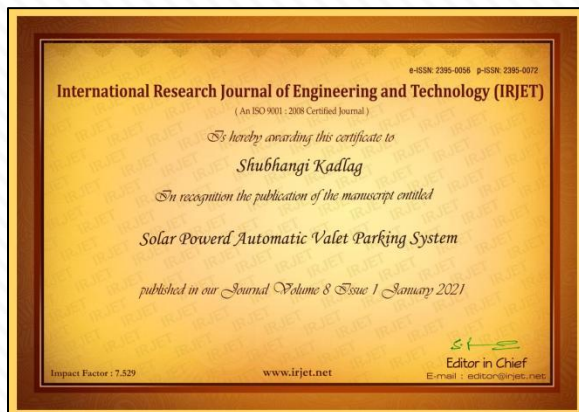 e-ISSN: 2395-0056 p-ISSN: 2395-0072
International Research Journal of Engineering and Technology (IRJET)
( An ISO 9001 : 2008 Certified Journal )
Is hereby awarding this certificate to
Shubhangi Kadlag
In recognition the publication of the manuscript entitled
Solar Powerd Automatic Valet Parking System
published in our Journal Volume 8 Issue 1 January 2021
Editor in Chief
Impact Factor : 7.529
www.irjet.net
E-mail : editor@irjet.net